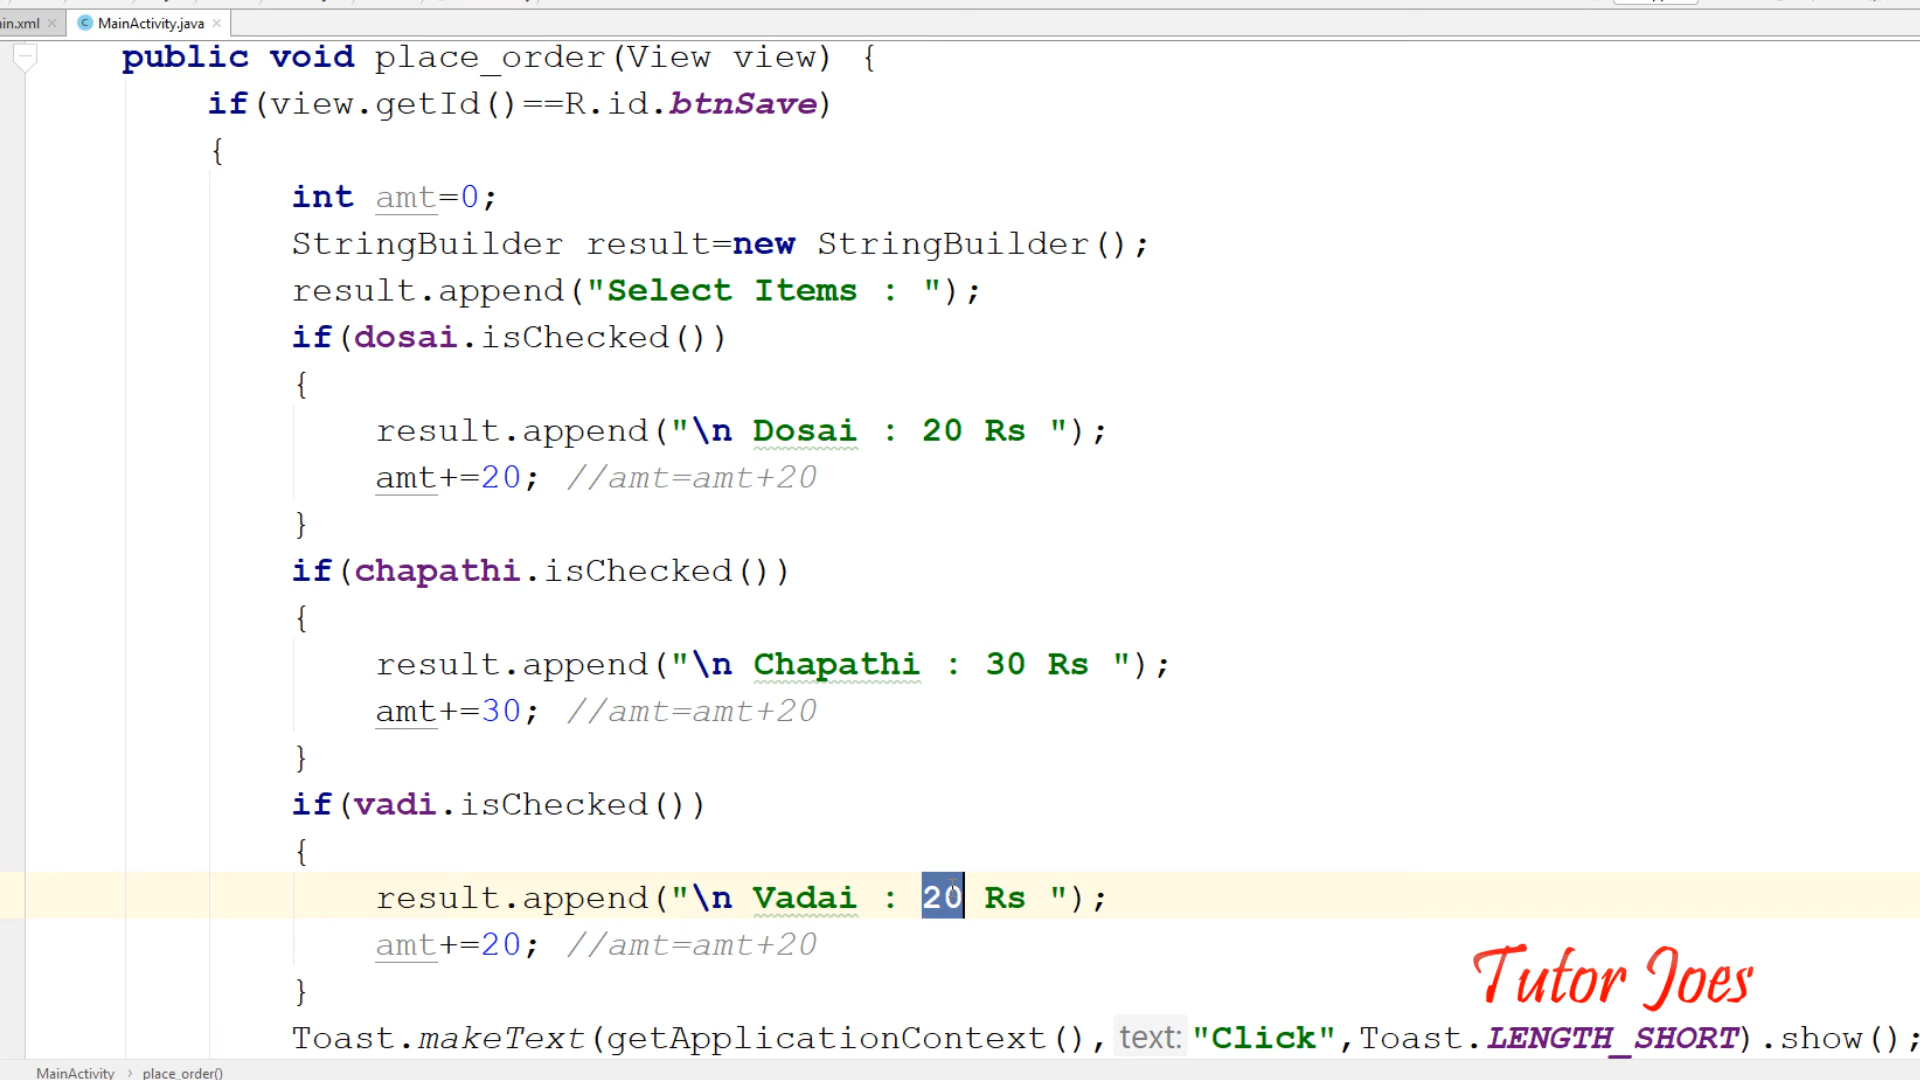 in.xml
MainActivity.java
public void place_order(View view) {
if(view.getId()==R.id.btnSave)
{
int amt=0;
StringBuilder result=new StringBuilder();
result.append("Select Items : ");
if(dosai.isChecked())
{
result.append("\n Dosai : 20 Rs ");
amt+=20; //amt=amt+20
}
if(chapathi.isChecked())
{
result.append("\n Chapathi : 30 Rs ");
amt+=30; //amt=amt+20
}
if(vadi.isChecked())
{
result.append("\n Vadai : 20 Rs ");
amt+=20; //amt=amt+20
}
Toast.makeText(getApplicationContext(), text: "Click",Toast.LENGTH_SHORT).show();
Tutor Joes
MainActivity › place_order()